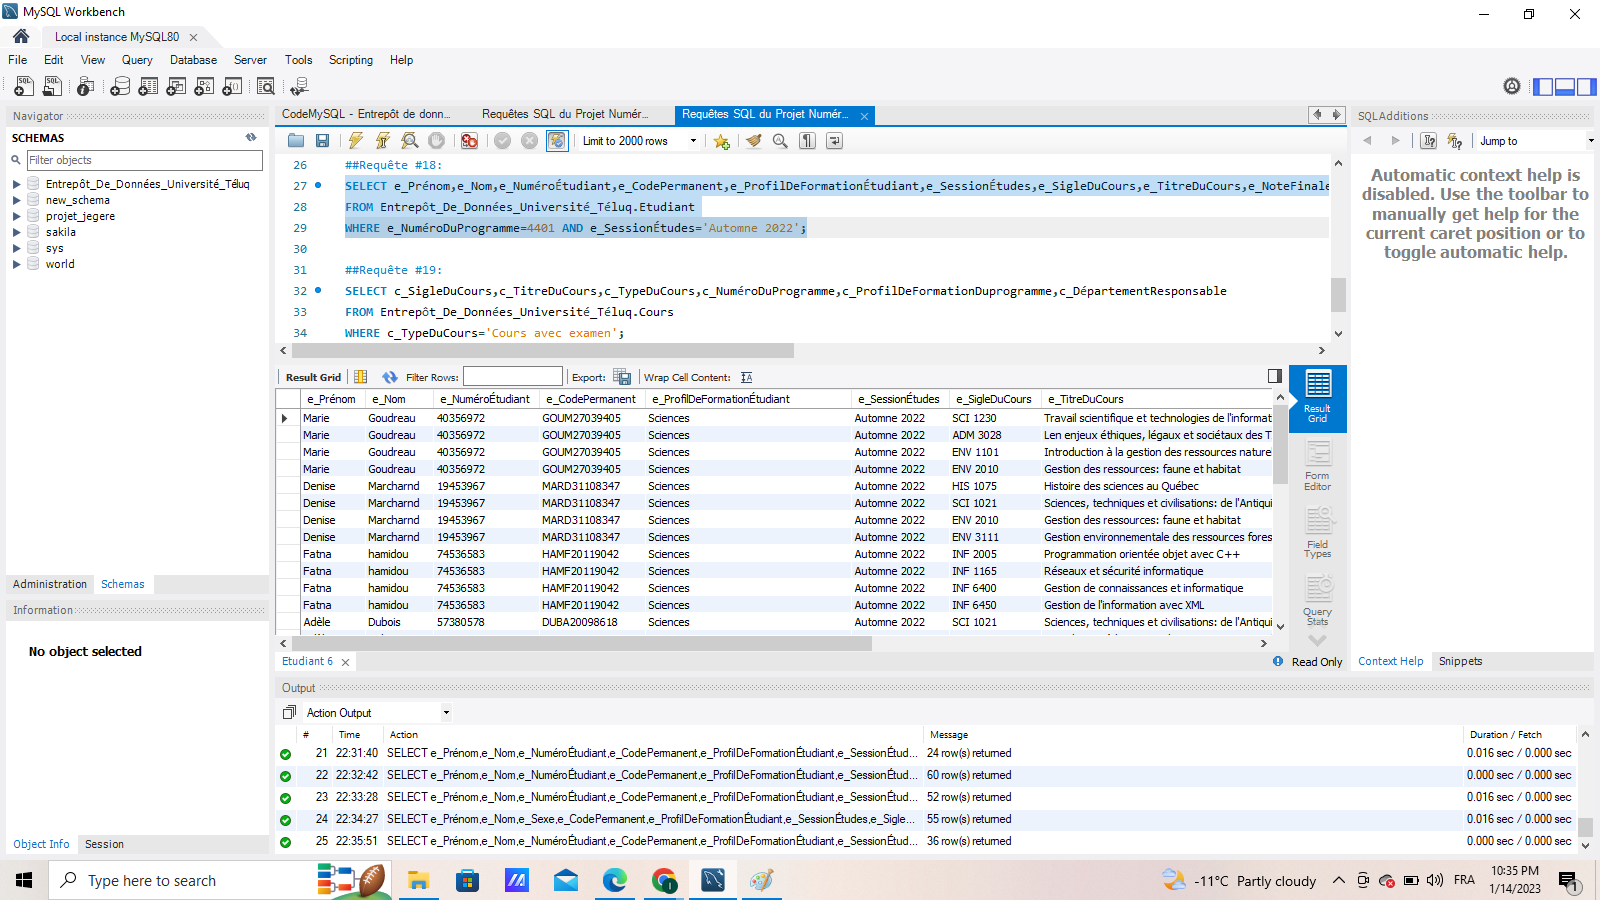 MySQL Workbench
Local instance MySQL80
File Edit View Query Database Server Tools Scripting Help
Navigator
SCHEMAS
Filter objects
Entrepôt_De_Données_Université_Téluq
new_schema
projet_jegere
sakila
sys
world
Administration Schemas
Information
No object selected
Object Info Session
CodeMySQL - Entrepôt de donn... Requêtes SQL du Projet Numér... Requêtes SQL du Projet Numér...
Limit to 2000 rows
26 ##Requête #18:
27 SELECT e_Prénom,e_Nom,e_NuméroÉtudiant,e_CodePermanent,e_ProfilDeFormationÉtudiant,e_SessionÉtudes,e_SigleDuCours,e_TitreDuCours,e_NoteFinale
28 FROM Entrepôt_De_Données_Université_Téluq.Etudiant
29 WHERE e_NuméroDuProgramme=4401 AND e_SessionÉtudes='Automne 2022';
30
31 ##Requête #19:
32 SELECT c_SigleDuCours,c_TitreDuCours,c_TypeDuCours,c_NuméroDuProgramme,c_ProfilDeFormationDuprogramme,c_DépartementResponsable
33 FROM Entrepôt_De_Données_Université_Téluq.Cours
34 WHERE c_TypeDuCours='Cours avec examen';
Result Grid Filter Rows: Export: Wrap Cell Content:
e_Prénom e_Nom e_NuméroÉtudiant e_CodePermanent e_ProfilDeFormationÉtudiant e_SessionÉtudes e_SigleDuCours e_TitreDuCours
Marie Goudreau 40356972 GOUM27039405 Sciences Automne 2022 SCI 1230 Travail scientifique et technologies de l'informat
Marie Goudreau 40356972 GOUM27039405 Sciences Automne 2022 ADM 3028 Len enjeux éthiques, légaux et sociétaux des T
Marie Goudreau 40356972 GOUM27039405 Sciences Automne 2022 ENV 1101 Introduction à la gestion des ressources nature
Marie Goudreau 40356972 GOUM27039405 Sciences Automne 2022 ENV 2010 Gestion des ressources: faune et habitat
Denise Marcharnd 19453967 MARD31108347 Sciences Automne 2022 HIS 1075 Histoire des sciences au Québec
Denise Marcharnd 19453967 MARD31108347 Sciences Automne 2022 SCI 1021 Sciences, techniques et civilisations: de l'Antiqui
Denise Marcharnd 19453967 MARD31108347 Sciences Automne 2022 ENV 2010 Gestion des ressources: faune et habitat
Denise Marcharnd 19453967 MARD31108347 Sciences Automne 2022 ENV 3111 Gestion environnementale des ressources fores
Fatna hamidou 74536583 HAMF20119042 Sciences Automne 2022 INF 2005 Programmation orientée objet avec C++
Fatna hamidou 74536583 HAMF20119042 Sciences Automne 2022 INF 1165 Réseaux et sécurité informatique
Fatna hamidou 74536583 HAMF20119042 Sciences Automne 2022 INF 6400 Gestion de connaissances et informatique
Fatna hamidou 74536583 HAMF20119042 Sciences Automne 2022 INF 6450 Gestion de l'information avec XML
Adèle Dubois 57380578 DUBA20098618 Sciences Automne 2022 SCI 1021 Sciences, techniques et civilisations: de l'Antiqui
Result Grid
Form Editor
Field Types
Query Stats
Etudiant 6
Read Only
SQLAdditions
Jump to
Automatic context help is
disabled. Use the toolbar to
manually get help for the
current caret position or to
toggle automatic help.
Context Help Snippets
Output
Action Output
# Time Action Message Duration / Fetch
21 22:31:40 SELECT e_Prénom,e_Nom,e_NuméroÉtudiant,e_CodePermanent,e_ProfilDeFormationÉtudiant,e_SessionÉtud... 24 row(s) returned 0.016 sec / 0.000 sec
22 22:32:42 SELECT e_Prénom,e_Nom,e_NuméroÉtudiant,e_CodePermanent,e_ProfilDeFormationÉtudiant,e_SessionÉtud... 60 row(s) returned 0.000 sec / 0.000 sec
23 22:33:28 SELECT e_Prénom,e_Nom,e_NuméroÉtudiant,e_CodePermanent,e_ProfilDeFormationÉtudiant,e_SessionÉtud... 52 row(s) returned 0.016 sec / 0.000 sec
24 22:34:27 SELECT e_Prénom,e_Nom,e_Sexe,e_CodePermanent,e_ProfilDeFormationÉtudiant,e_SessionÉtudes,e_Sigle... 55 row(s) returned 0.016 sec / 0.000 sec
25 22:35:51 SELECT e_Prénom,e_Nom,e_NuméroÉtudiant,e_CodePermanent,e_ProfilDeFormationÉtudiant,e_SessionÉtud... 36 row(s) returned 0.000 sec / 0.000 sec
Type here to search
-11°C Partly cloudy
FRA
10:35 PM
1/14/2023
1